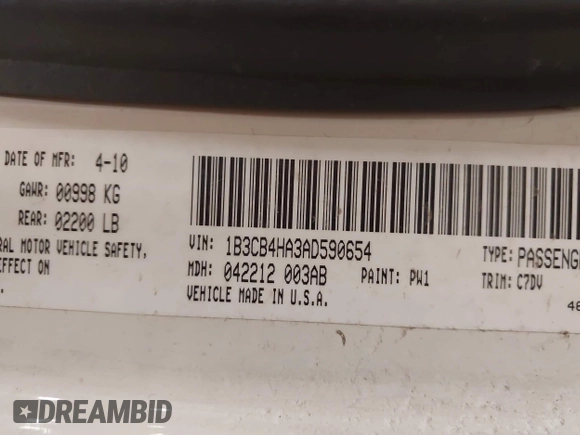 DATE OF MFR: 4-10
GAWR: 00998 KG
REAR: 02200 LB
RAL MOTOR VEHICLE SAFETY,
EFFECT ON
VIN: 1B3CB4HA3AD590654
MDH: 042212 003AB
PAINT: PW1
VEHICLE MADE IN U.S.A.
TYPE: PASSENG
TRIM: C7DV
46
DREAMBID